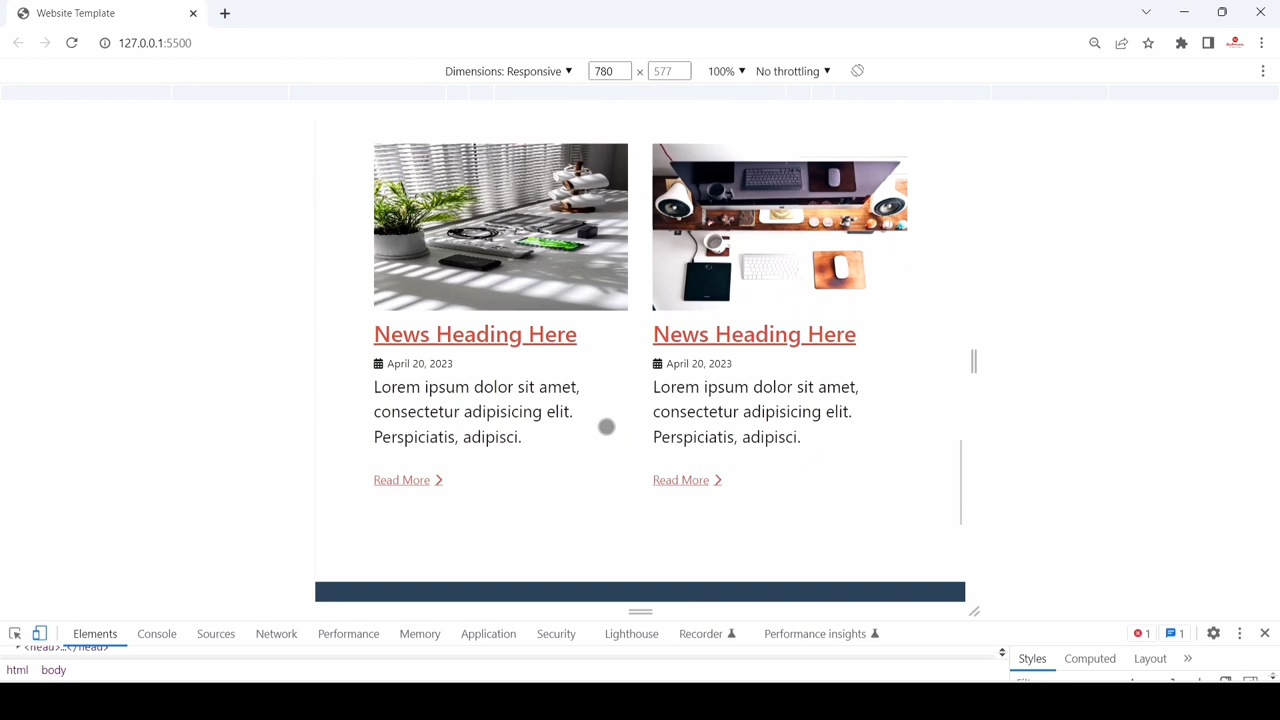 Website Template
127.0.0.1:5500
Dimensions: Responsive 780 × 577 100% No throttling
News Heading Here
April 20, 2023
Lorem ipsum dolor sit amet,
consectetur adipisicing elit.
Perspiciatis, adipisci.
Read More
News Heading Here
April 20, 2023
Lorem ipsum dolor sit amet,
consectetur adipisicing elit.
Perspiciatis, adipisci.
Read More
Elements Console Sources Network Performance Memory Application Security Lighthouse Recorder Performance insights 1 1
<head>…</head>
html body
Styles Computed Layout »